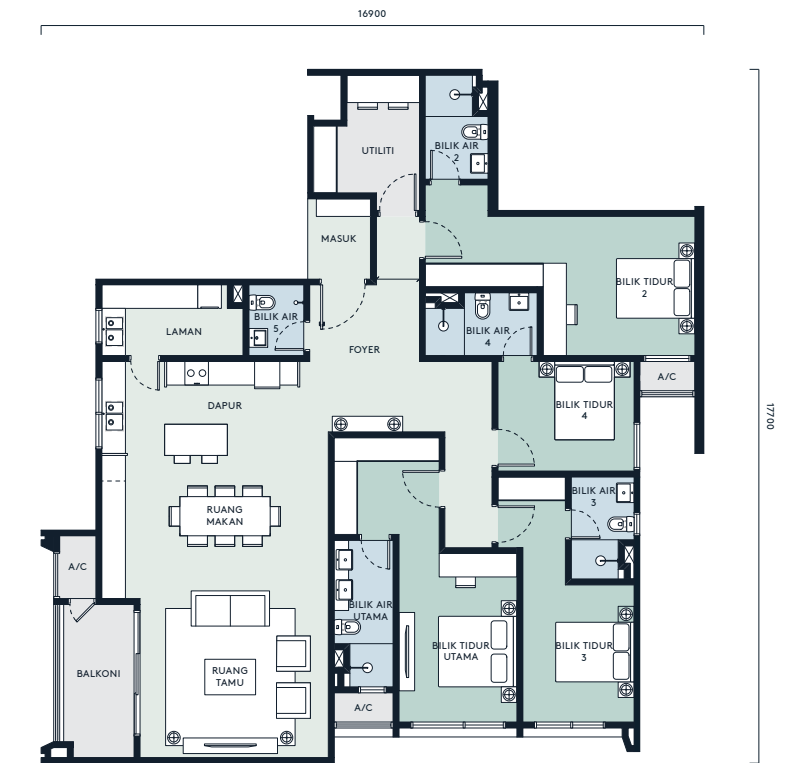 16900
UTILITI
BILIK AIR
2
MASUK
BILIK TIDUR
2
BILIK AIR
5
LAMAN
BILIK AIR
4
FOYER
A/C
DAPUR
BILIK TIDUR
4
17700
BILIK AIR
3
RUANG
MAKAN
A/C
BILIK AIR
UTAMA
BILIK TIDUR
UTAMA
BILIK TIDUR
3
BALKONI
RUANG
TAMU
A/C